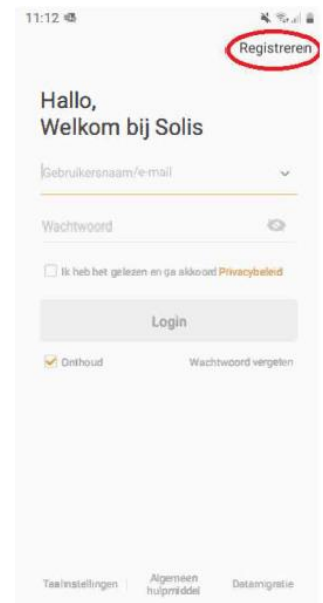 11:12
Registreren
Hallo,
Welkom bij Solis
Gebruikersnaam/e-mail
Wachtwoord
Ik heb het gelezen en ga akkoord Privacybeleid
Login
Onthoud Wachtwoord vergeten
Taalinstellingen Algemeen hulpmiddel Datamigratie